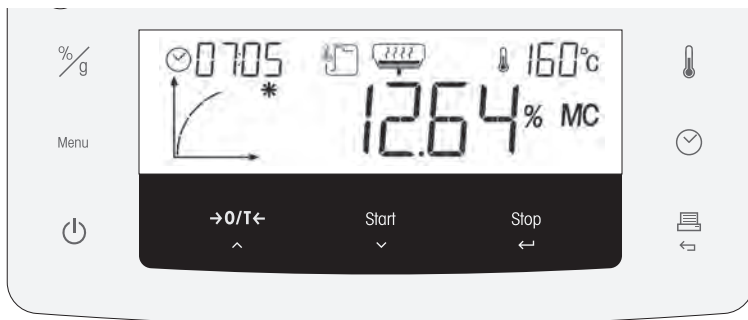 %/g
07:05
160°c
*
12.64 % MC
Menu
→0/T←
Start
Stop